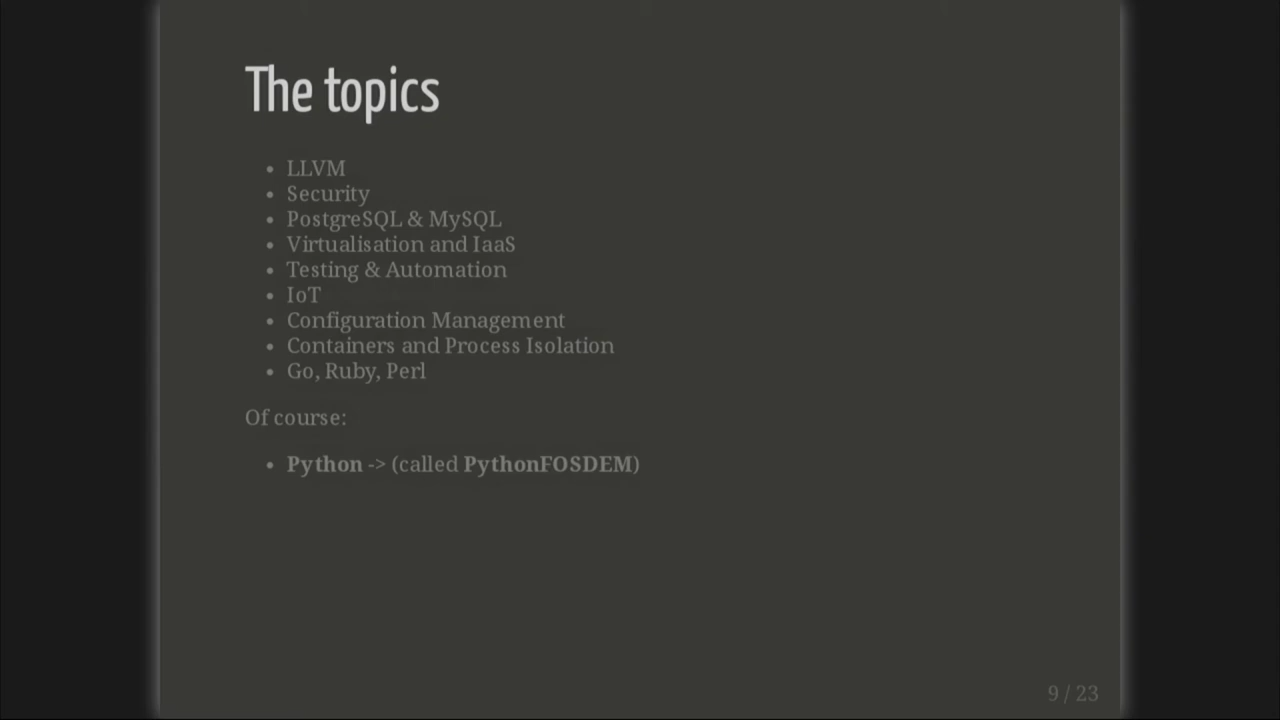 The topics
• LLVM
• Security
• PostgreSQL & MySQL
• Virtualisation and IaaS
• Testing & Automation
• IoT
• Configuration Management
• Containers and Process Isolation
• Go, Ruby, Perl
Of course:
• Python -> (called PythonFOSDEM)
9 / 23